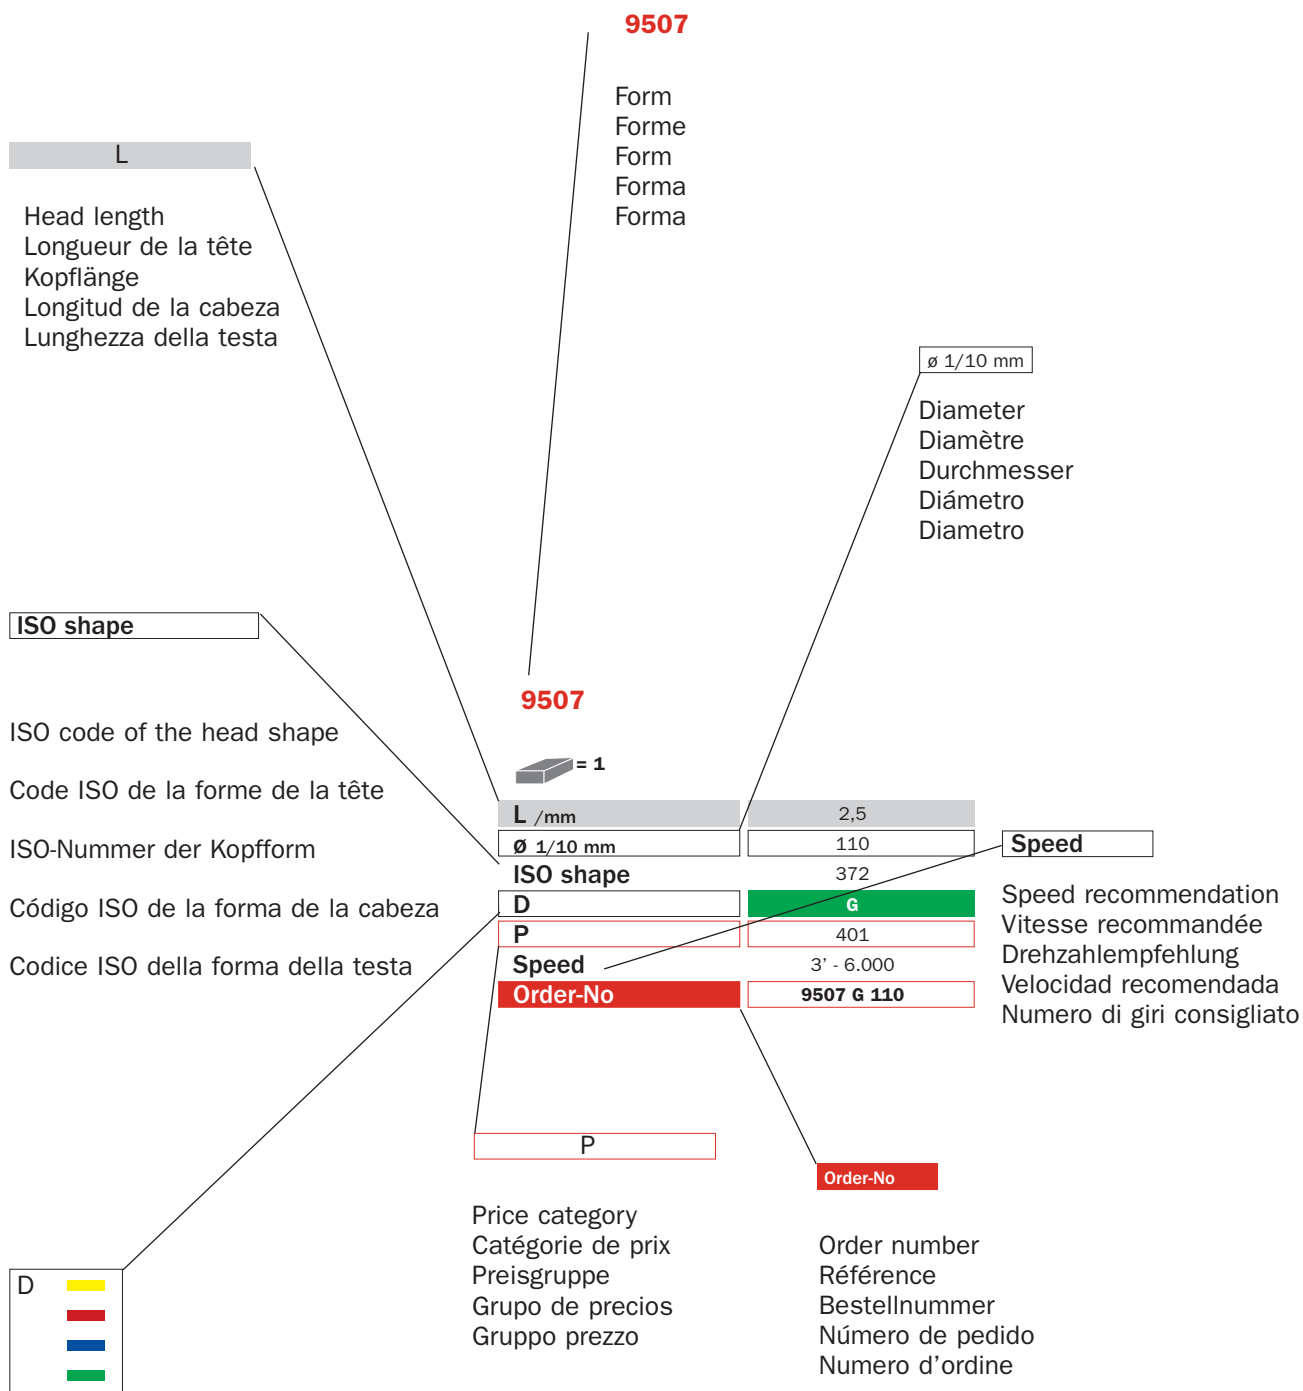 9507
Form
Forme
Form
Forma
Forma
L
Head length
Longueur de la tête
Kopflänge
Longitud de la cabeza
Lunghezza della testa
ø 1/10 mm
Diameter
Diamètre
Durchmesser
Diámetro
Diametro
ISO shape
ISO code of the head shape
Code ISO de la forme de la tête
ISO-Nummer der Kopfform
Código ISO de la forma de la cabeza
Codice ISO della forma della testa
9507
= 1
L /mm 2,5
Ø 1/10 mm 110
ISO shape 372
D G
P 401
Speed 3' - 6.000
Order-No 9507 G 110
Speed
Speed recommendation
Vitesse recommandée
Drehzahlempfehlung
Velocidad recomendada
Numero di giri consigliato
P
Price category
Catégorie de prix
Preisgruppe
Grupo de precios
Gruppo prezzo
Order-No
Order number
Référence
Bestellnummer
Número de pedido
Numero d’ordine
D